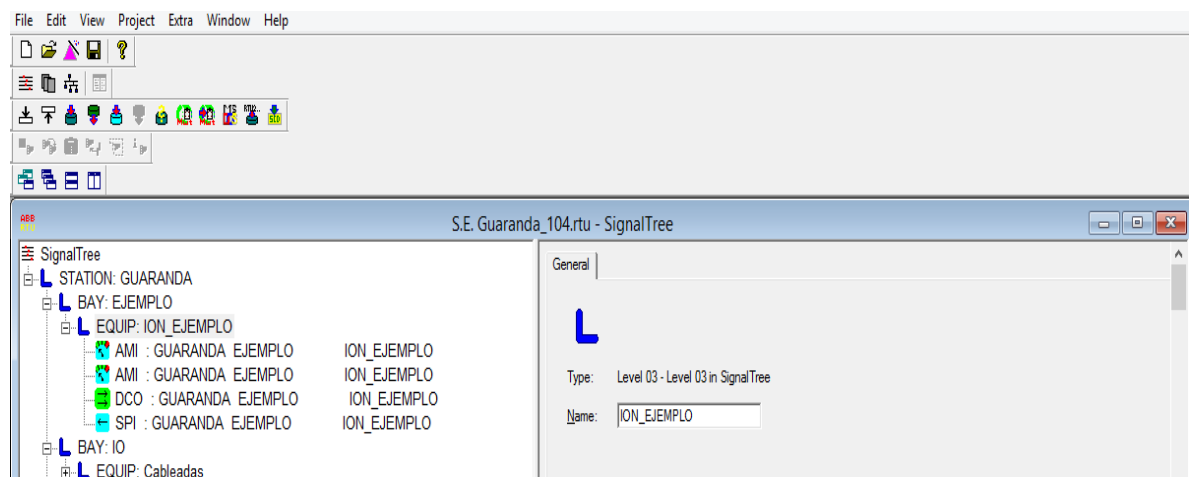 File Edit View Project Extra Window Help
ABB
RTU
S.E. Guaranda_104.rtu - SignalTree
SignalTree
STATION: GUARANDA
BAY: EJEMPLO
EQUIP: ION_EJEMPLO
AMI : GUARANDA EJEMPLO ION_EJEMPLO
AMI : GUARANDA EJEMPLO ION_EJEMPLO
DCO : GUARANDA EJEMPLO ION_EJEMPLO
SPI : GUARANDA EJEMPLO ION_EJEMPLO
BAY: IO
EQUIP: Cableadas
General
Type: Level 03 - Level 03 in SignalTree
Name: ION_EJEMPLO